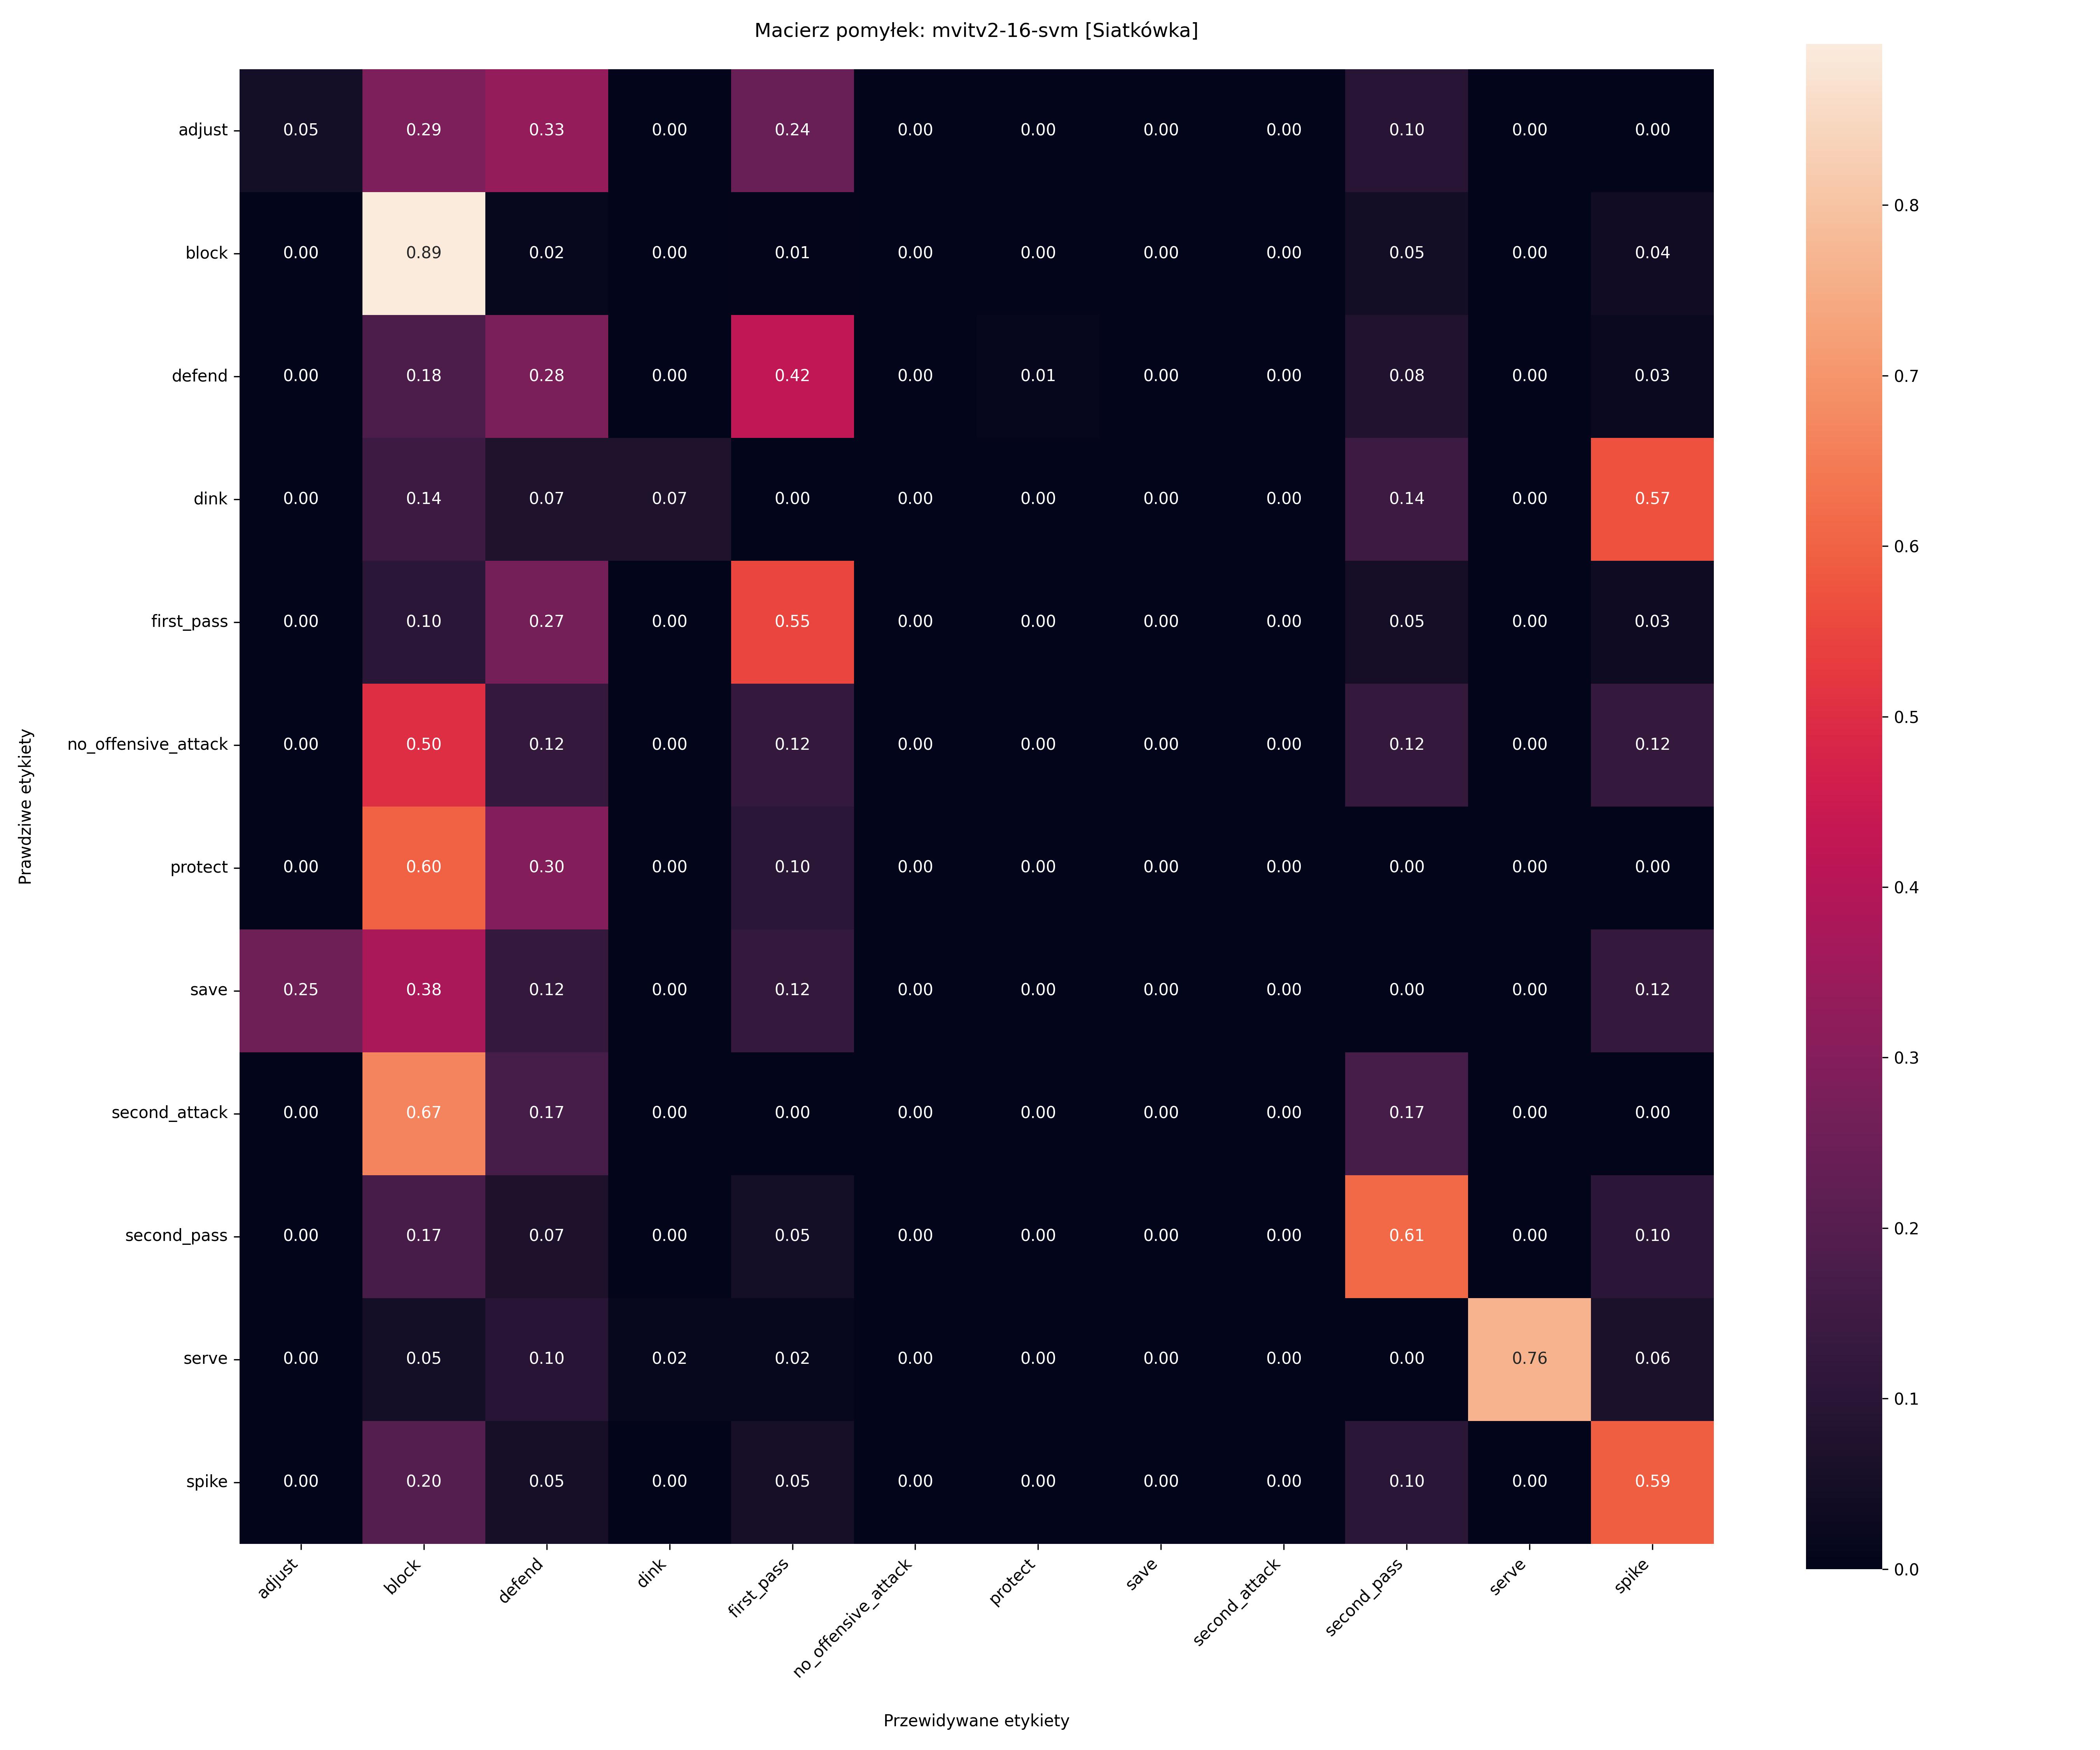 Macierz pomyłek: mvitv2-16-svm [Siatkówka]
adjust 0.05 0.29 0.33 0.00 0.24 0.00 0.00 0.00 0.00 0.10 0.00 0.00
block 0.00 0.89 0.02 0.00 0.01 0.00 0.00 0.00 0.00 0.05 0.00 0.04
defend 0.00 0.18 0.28 0.00 0.42 0.00 0.01 0.00 0.00 0.08 0.00 0.03
dink 0.00 0.14 0.07 0.07 0.00 0.00 0.00 0.00 0.00 0.14 0.00 0.57
first_pass 0.00 0.10 0.27 0.00 0.55 0.00 0.00 0.00 0.00 0.05 0.00 0.03
no_offensive_attack 0.00 0.50 0.12 0.00 0.12 0.00 0.00 0.00 0.00 0.12 0.00 0.12
protect 0.00 0.60 0.30 0.00 0.10 0.00 0.00 0.00 0.00 0.00 0.00 0.00
save 0.25 0.38 0.12 0.00 0.12 0.00 0.00 0.00 0.00 0.00 0.00 0.12
second_attack 0.00 0.67 0.17 0.00 0.00 0.00 0.00 0.00 0.00 0.17 0.00 0.00
second_pass 0.00 0.17 0.07 0.00 0.05 0.00 0.00 0.00 0.00 0.61 0.00 0.10
serve 0.00 0.05 0.10 0.02 0.02 0.00 0.00 0.00 0.00 0.00 0.76 0.06
spike 0.00 0.20 0.05 0.00 0.05 0.00 0.00 0.00 0.00 0.10 0.00 0.59
adjust block defend dink first_pass no_offensive_attack protect save second_attack second_pass serve spike
Prawdziwe etykiety
Przewidywane etykiety
0.8
0.7
0.6
0.5
0.4
0.3
0.2
0.1
0.0